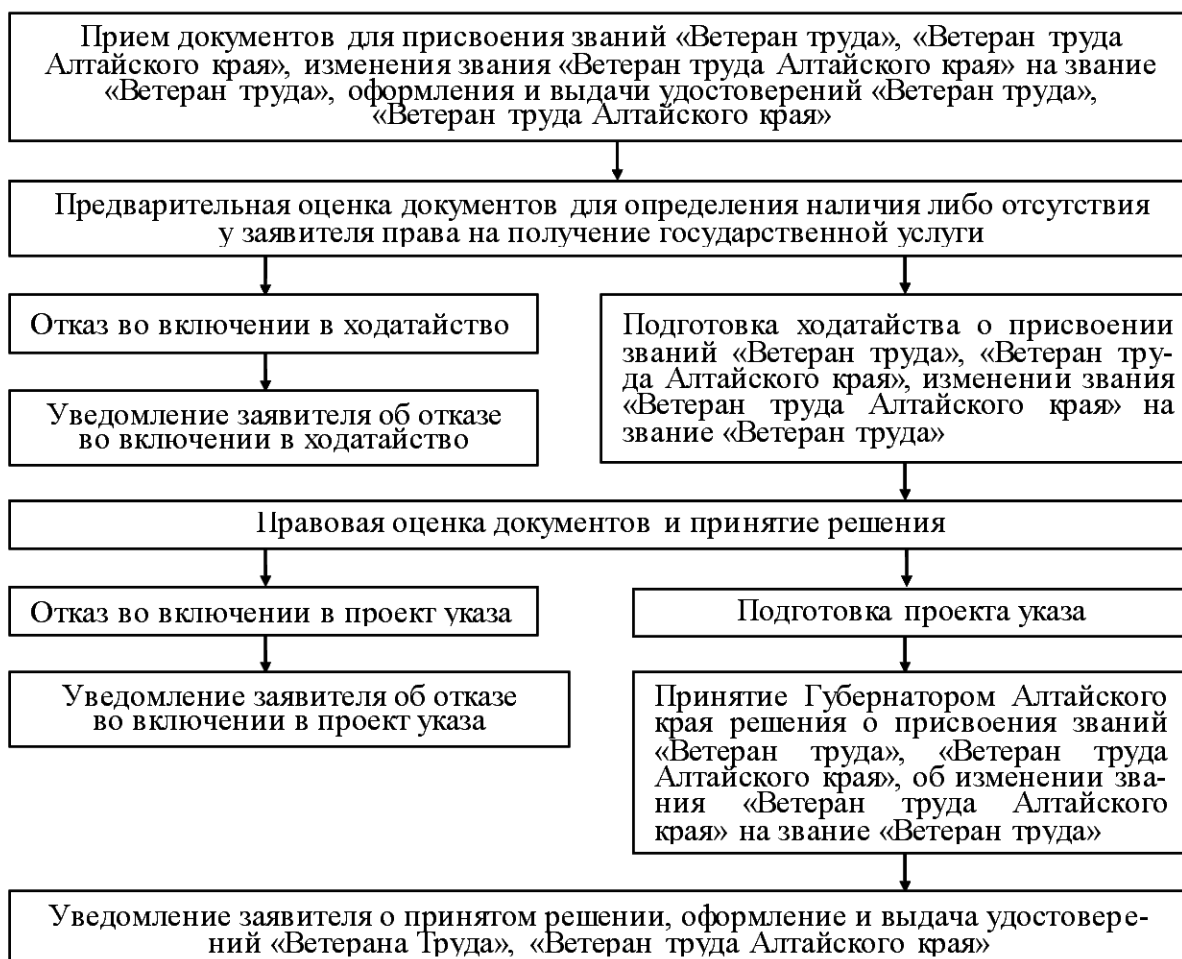 Прием документов для присвоения званий «Ветеран труда», «Ветеран труда
Алтайского края», изменения звания «Ветеран труда Алтайского края» на звание
«Ветеран труда», оформления и выдачи удостоверений «Ветеран труда»,
«Ветеран труда Алтайского края»
Предварительная оценка документов для определения наличия либо отсутствия
у заявителя права на получение государственной услуги
Отказ во включении в ходатайство
Уведомление заявителя об отказе
во включении в ходатайство
Подготовка ходатайства о присвоении
званий «Ветеран труда», «Ветеран тру-
да Алтайского края», изменении звания
«Ветеран труда Алтайского края» на
звание «Ветеран труда»
Правовая оценка документов и принятие решения
Отказ во включении в проект указа
Уведомление заявителя об отказе
во включении в проект указа
Подготовка проекта указа
Принятие Губернатором Алтайского
края решения о присвоения званий
«Ветеран труда», «Ветеран труда
Алтайского края», об изменении зва-
ния «Ветеран труда Алтайского
края» на звание «Ветеран труда»
Уведомление заявителя о принятом решении, оформление и выдача удостовере-
ний «Ветерана Труда», «Ветеран труда Алтайского края»